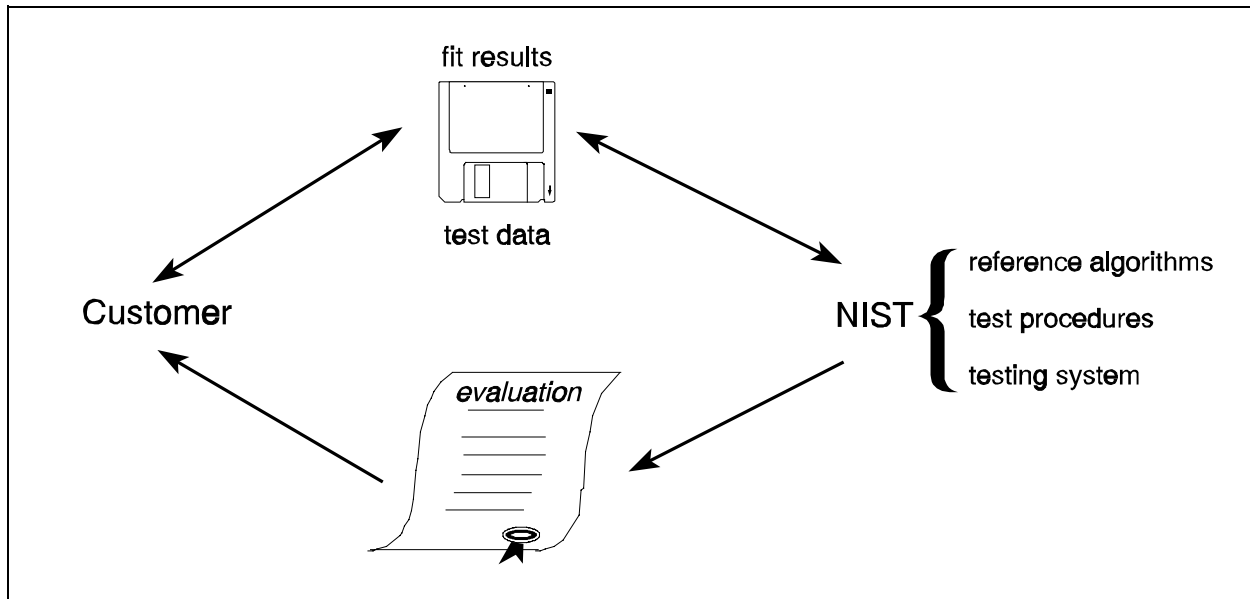 fit results
test data
Customer
NIST
reference algorithms
test procedures
testing system
evaluation